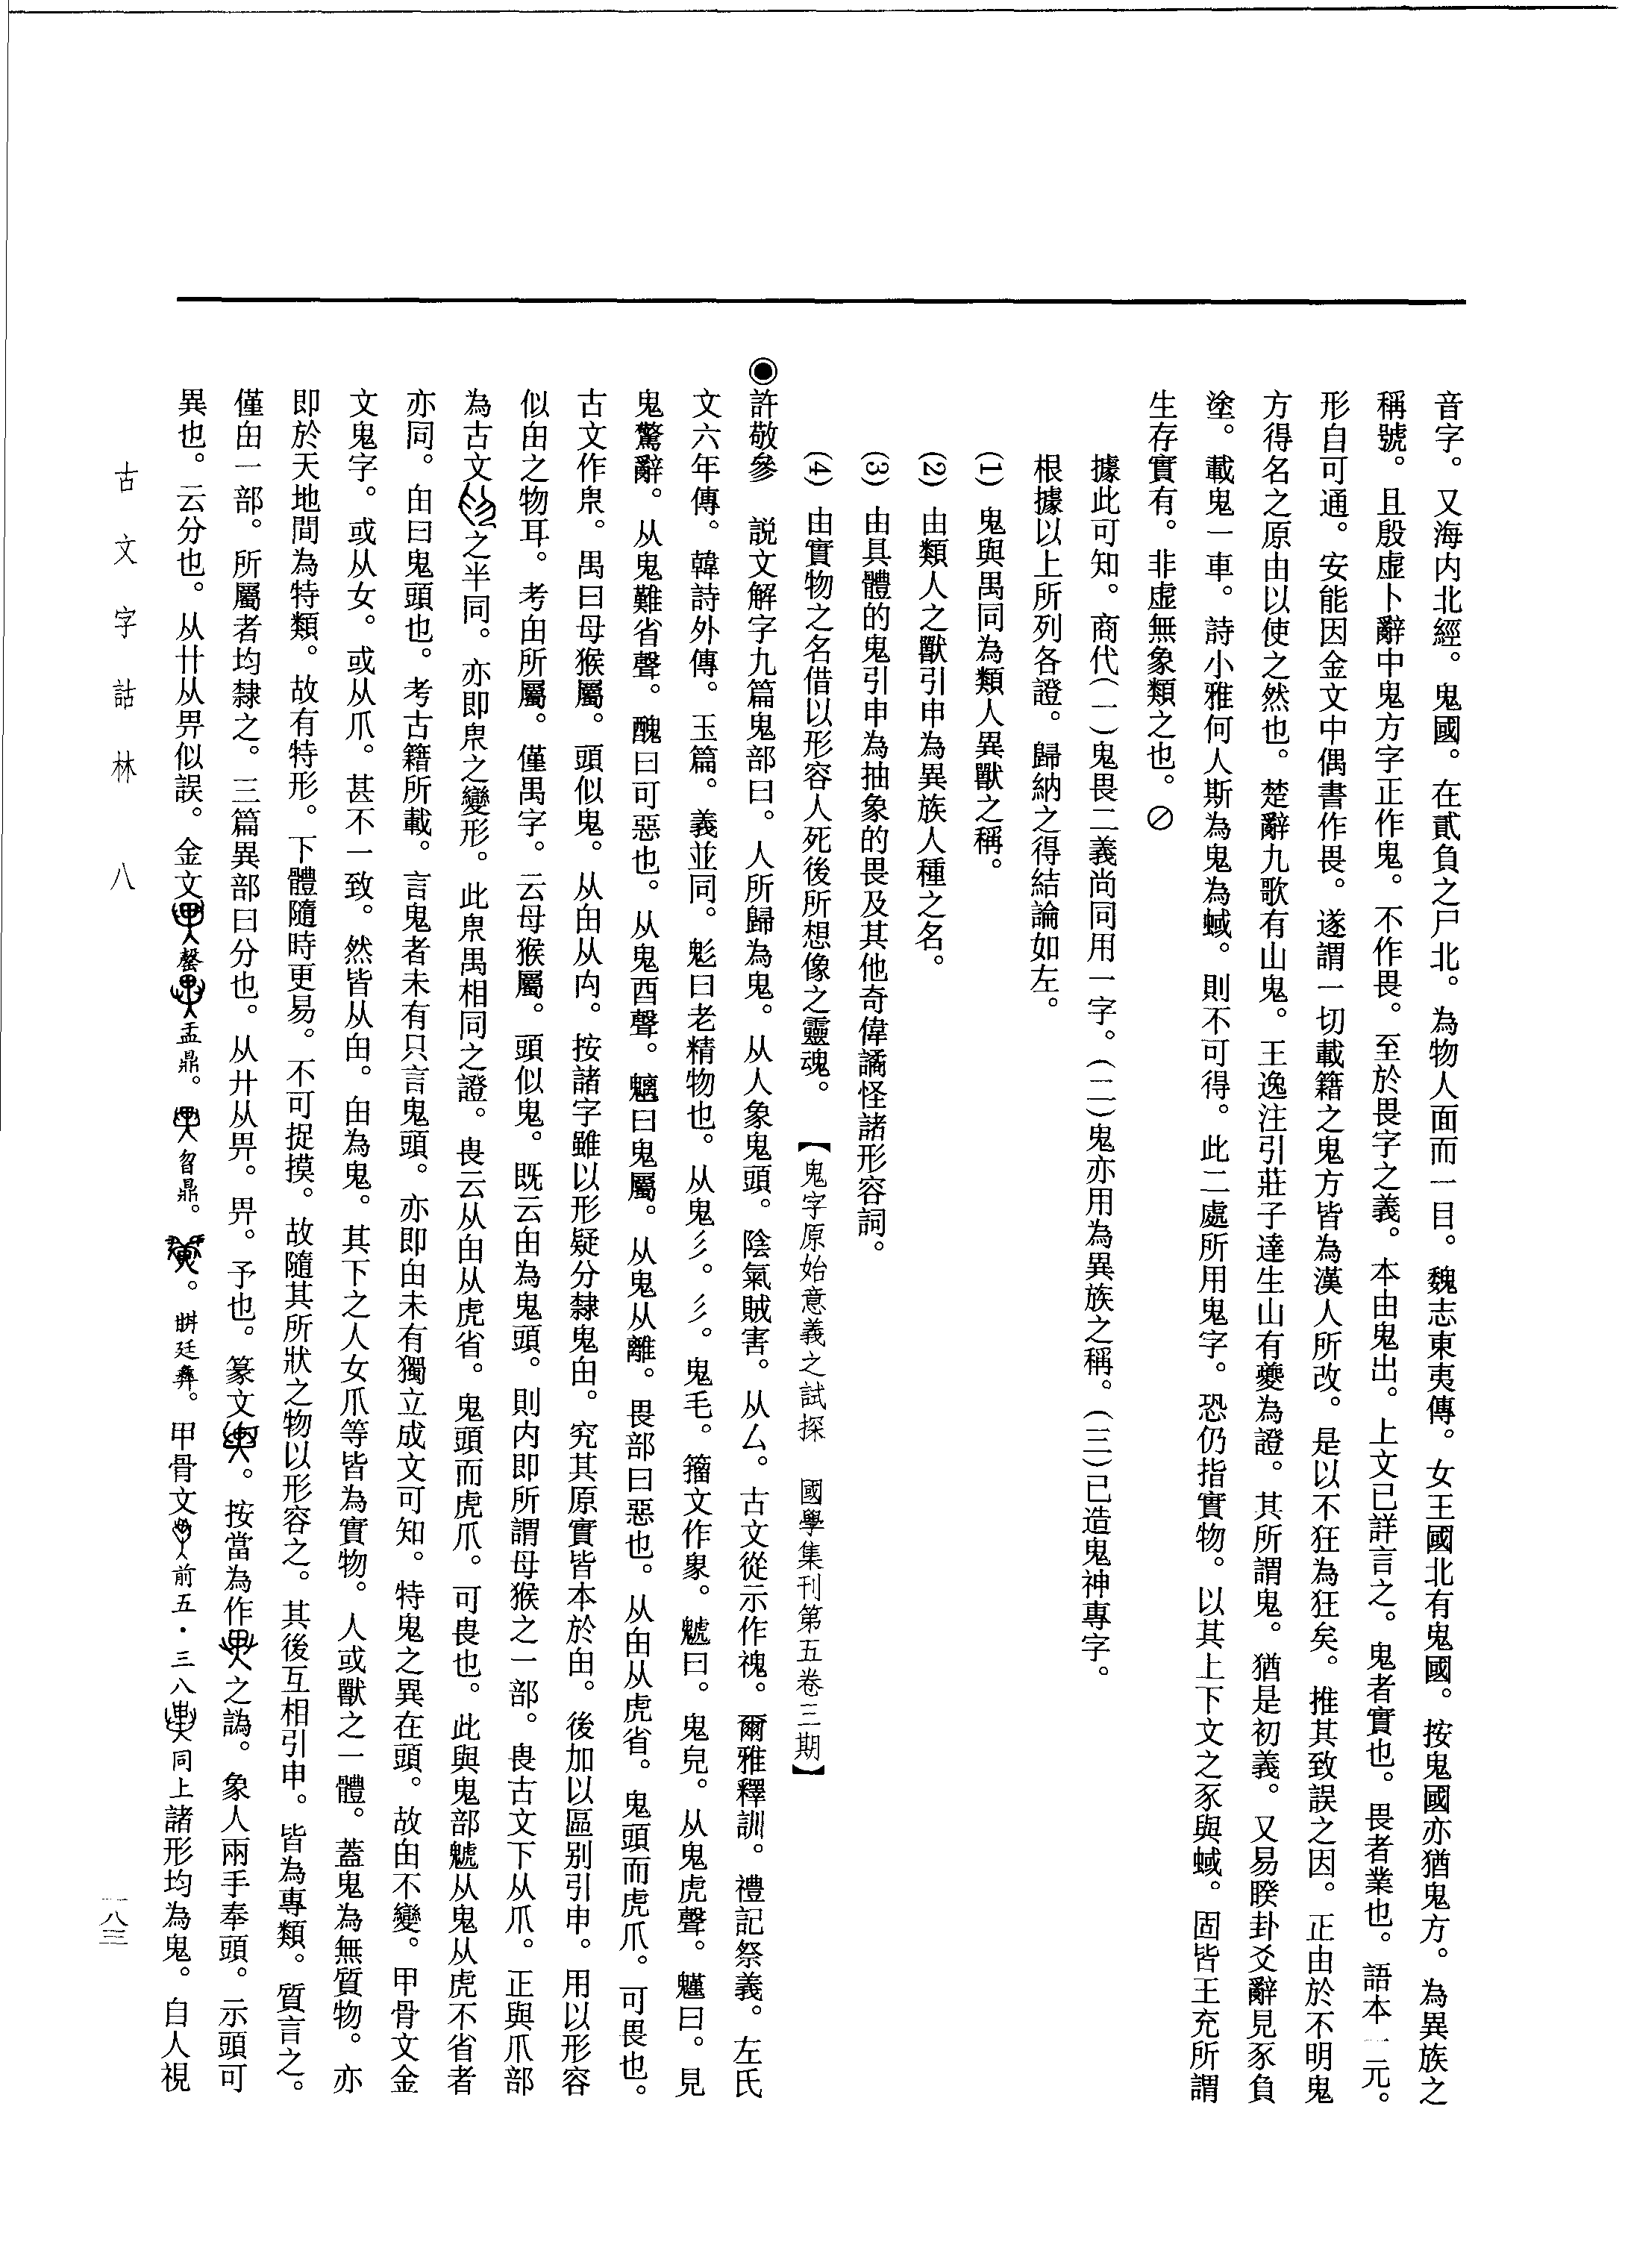 音字。又海内北經。鬼國。在貳負之尸北。為物人面而一目。魏志東夷傳。女王國北有鬼國。按鬼國亦猶鬼方。為異族之
稱號。且殷虛卜辭中鬼方字正作鬼。不作畏。至於畏字之義。本由鬼出。上文已詳言之。鬼者實也。畏者業也。語本一元。
形自可通。安能因金文中偶書作畏。遂謂一切載籍之鬼方皆為漢人所改。是以不狂為狂矣。推其致誤之因。正由於不明鬼
方得名之原由以使之然也。楚辭九歌有山鬼。王逸注引莊子達生山有夔為證。其所謂鬼。猶是初義。又易睽卦爻辭見豕負
塗。載鬼一車。詩小雅何人斯為鬼為蜮。則不可得。此二處所用鬼字。恐仍指實物。以其上下文之豕與蜮。固皆王充所謂
生存實有。非虛無象類之也。⊘
據此可知。商代(一)鬼畏二義尚同用一字。(二)鬼亦用為異族之稱。(三)已造鬼神專字。
根據以上所列各證。歸納之得結論如左。
(1) 鬼與禺同為類人異獸之稱。
(2) 由類人之獸引申為異族人種之名。
(3) 由具體的鬼引申為抽象的畏及其他奇偉譎怪諸形容詞。
(4) 由實物之名借以形容人死後所想像之靈魂。【鬼字原始意義之試探 國學集刊第五卷三期】
◉許敬參 説文解字九篇鬼部曰。人所歸為鬼。从人象鬼頭。陰氣賊害。从厶。古文從示作䰡。爾雅釋訓。禮記祭義。左氏
文六年傳。韓詩外傳。玉篇。義並同。鬽曰老精物也。从鬼彡。彡。鬼毛。籀文作。䰧曰。鬼皃。从鬼虎聲。曰。見
鬼驚辭。从鬼難省聲。醜曰可惡也。从鬼酉聲。魑曰鬼屬。从鬼从離。畏部曰惡也。从甶从虎省。鬼頭而虎爪。可畏也。
古文作㽵。禺曰母猴屬。頭似鬼。从甶从禸。按諸字雖以形疑分隸鬼甶。究其原實皆本於甶。後加以區别引申。用以形容
似甶之物耳。考甶所屬。僅禺字。云母猴屬。頭似鬼。既云甶為鬼頭。則内即所謂母猴之一部。畏古文下从爪。正與爪部
為古文之半同。亦即㽵之變形。此㽵禺相同之證。畏云从甶从虎省。鬼頭而虎爪。可畏也。此與鬼部䰧从鬼从虎不省者
亦同。甶曰鬼頭也。考古籍所載。言鬼者未有只言鬼頭。亦即甶未有獨立成文可知。特鬼之異在頭。故甶不變。甲骨文金
文鬼字。或从女。或从爪。甚不一致。然皆从甶。甶為鬼。其下之人女爪等皆為實物。人或獸之一體。蓋鬼為無質物。亦
即於天地間為特類。故有特形。下體隨時更易。不可捉摸。故隨其所狀之物以形容之。其後互相引申。皆為專類。質言之。
僅甶一部。所屬者均隸之。三篇異部曰分也。从廾从畀。畀。予也。篆文。按當為作之譌。象人兩手奉頭。示頭可
異也。云分也。从廾从畀似誤。金文盂鼎。曶鼎。。廷彝。甲骨文前五·三八同上諸形均為鬼。自人視
古文字詁林 八
一八三